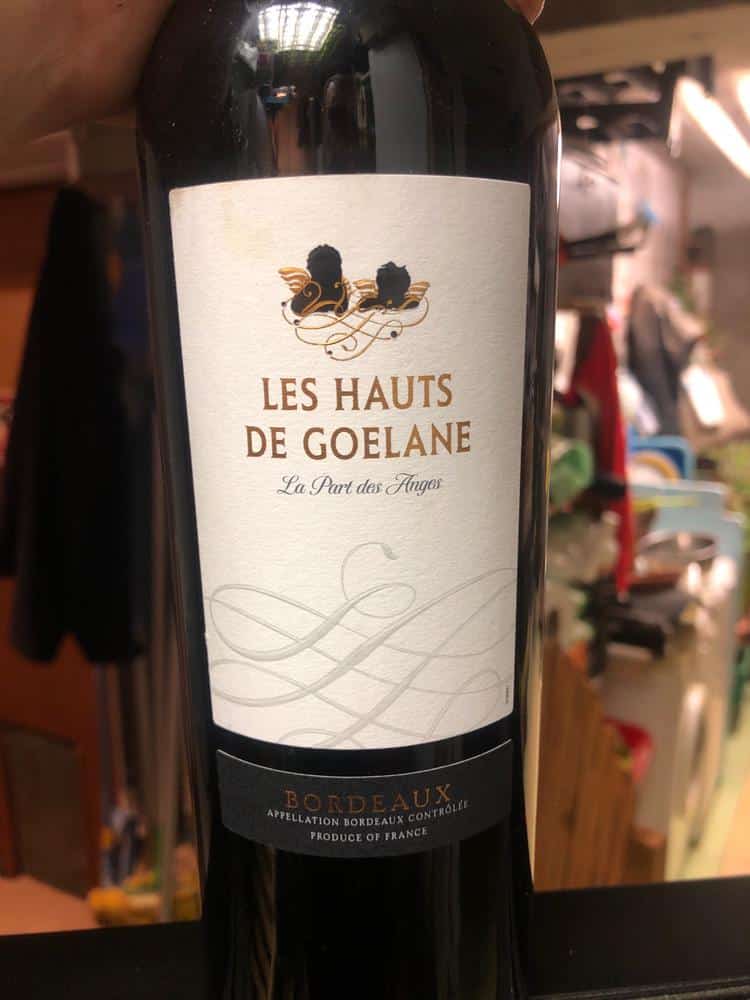 LES HAUTS
DE GOELANE
La Part des Anges
BORDEAUX
APPELLATION BORDEAUX CONTRÔLÉE
PRODUCE OF FRANCE